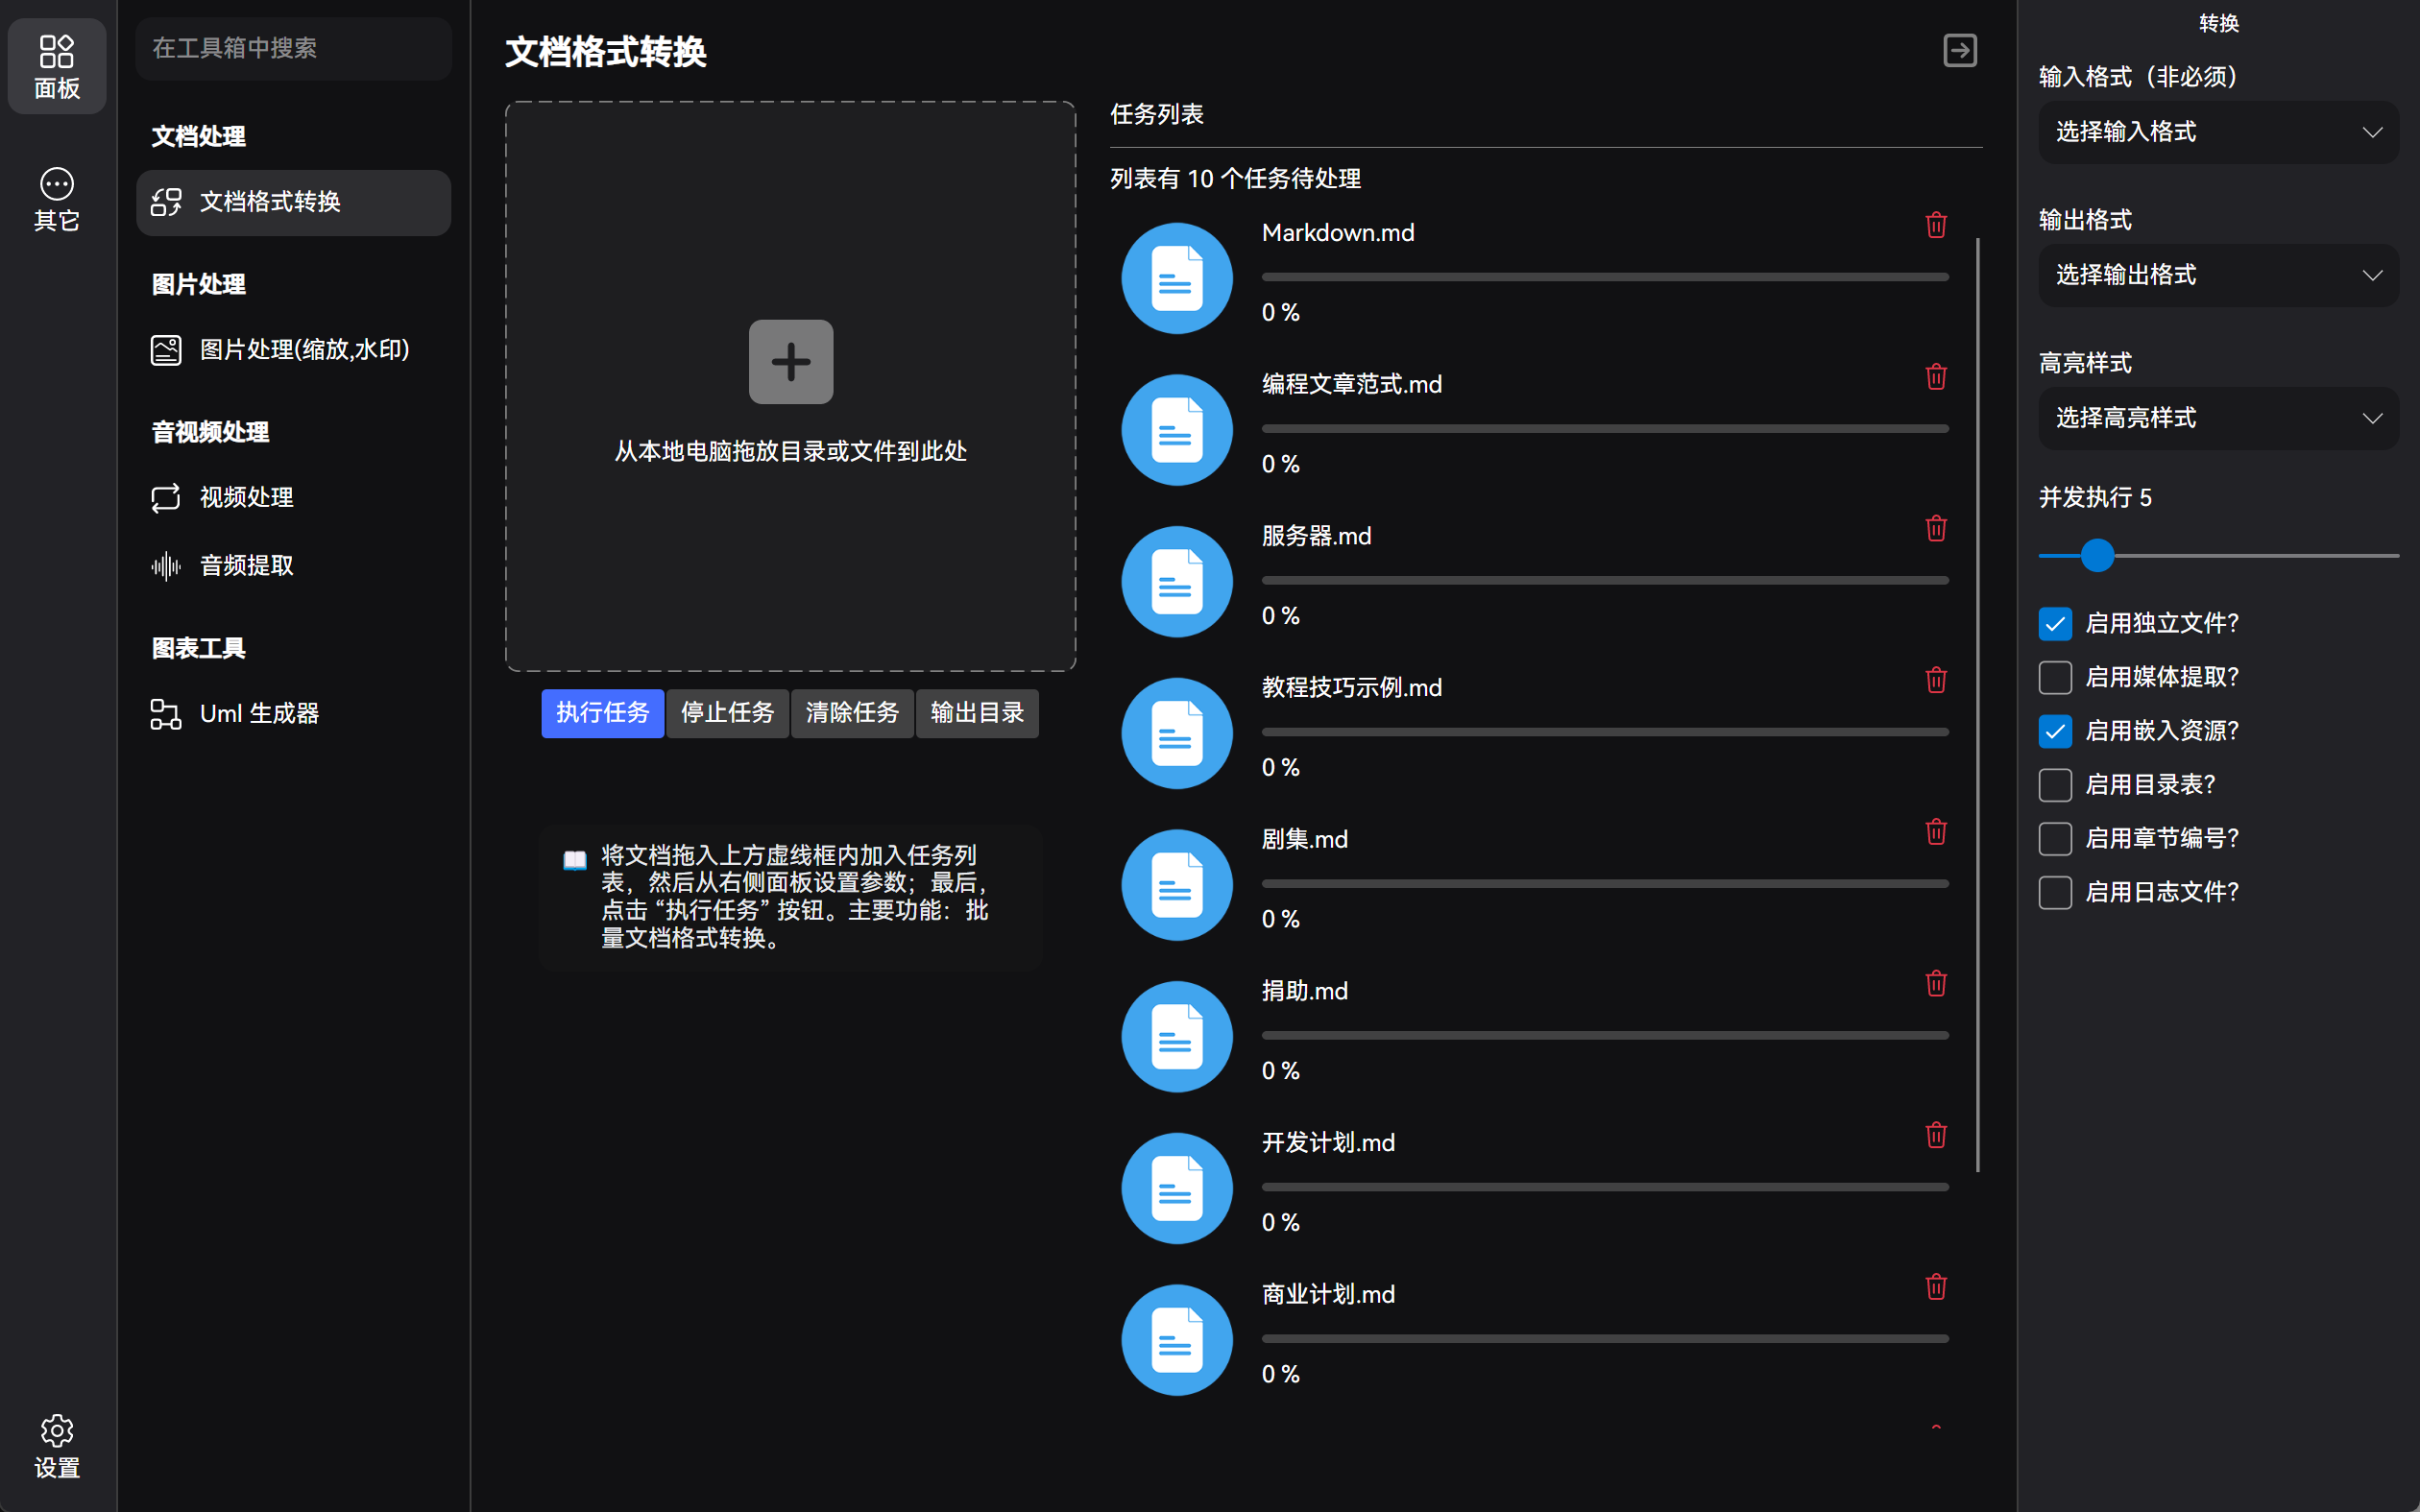 面板
其它
设置
在工具箱中搜索
文档处理
文档格式转换
图片处理
图片处理(缩放,水印)
音视频处理
视频处理
音频提取
图表工具
Uml 生成器
文档格式转换
从本地电脑拖放目录或文件到此处
执行任务 停止任务 清除任务 输出目录
将文档拖入上方虚线框内加入任务列
表，然后从右侧面板设置参数；最后，
点击 “执行任务” 按钮。主要功能：批
量文档格式转换。
任务列表
列表有 10 个任务待处理
Markdown.md
0 %
编程文章范式.md
0 %
服务器.md
0 %
教程技巧示例.md
0 %
剧集.md
0 %
捐助.md
0 %
开发计划.md
0 %
商业计划.md
0 %
转换
输入格式（非必须）
选择输入格式
输出格式
选择输出格式
高亮样式
选择高亮样式
并发执行 5
启用独立文件?
启用媒体提取?
启用嵌入资源?
启用目录表?
启用章节编号?
启用日志文件?